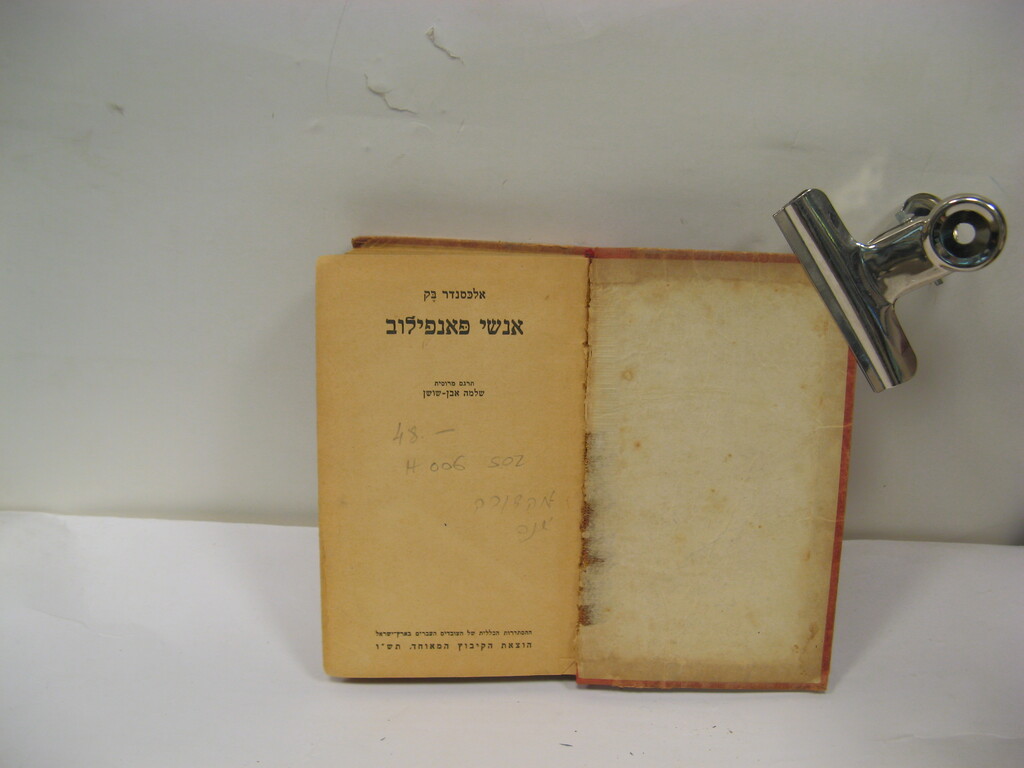 אלכסנדר בֶּק
אנשי פאנפילוב
תרגם מרוסית
שלמה אבן-שושן
48 —
H 006 502
מהדורה
ההסתדרות הכללית של העובדים העברים בארץ-ישראל
הוצאת הקיבוץ המאוחד. תש"ו